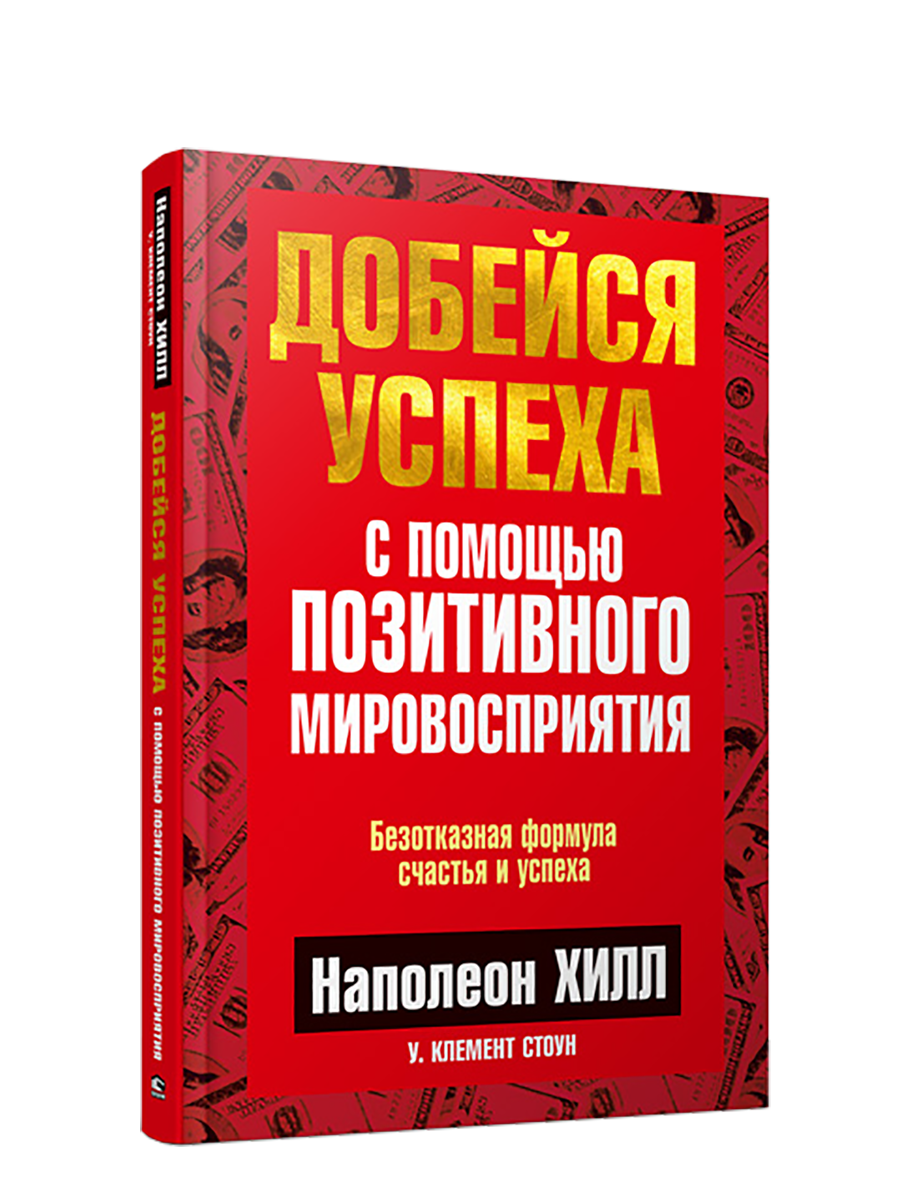 ДОБЕЙСЯ
УСПЕХА
С ПОМОЩЬЮ
ПОЗИТИВНОГО
МИРОВОСПРИЯТИЯ
Безотказная формула
счастья и успеха
Наполеон ХИЛЛ
У. КЛЕМЕНТ СТОУН
Наполеон ХИЛЛ
У. КЛЕМЕНТ СТОУН
ДОБЕЙСЯ УСПЕХА С ПОМОЩЬЮ ПОЗИТИВНОГО МИРОВОСПРИЯТИЯ
100